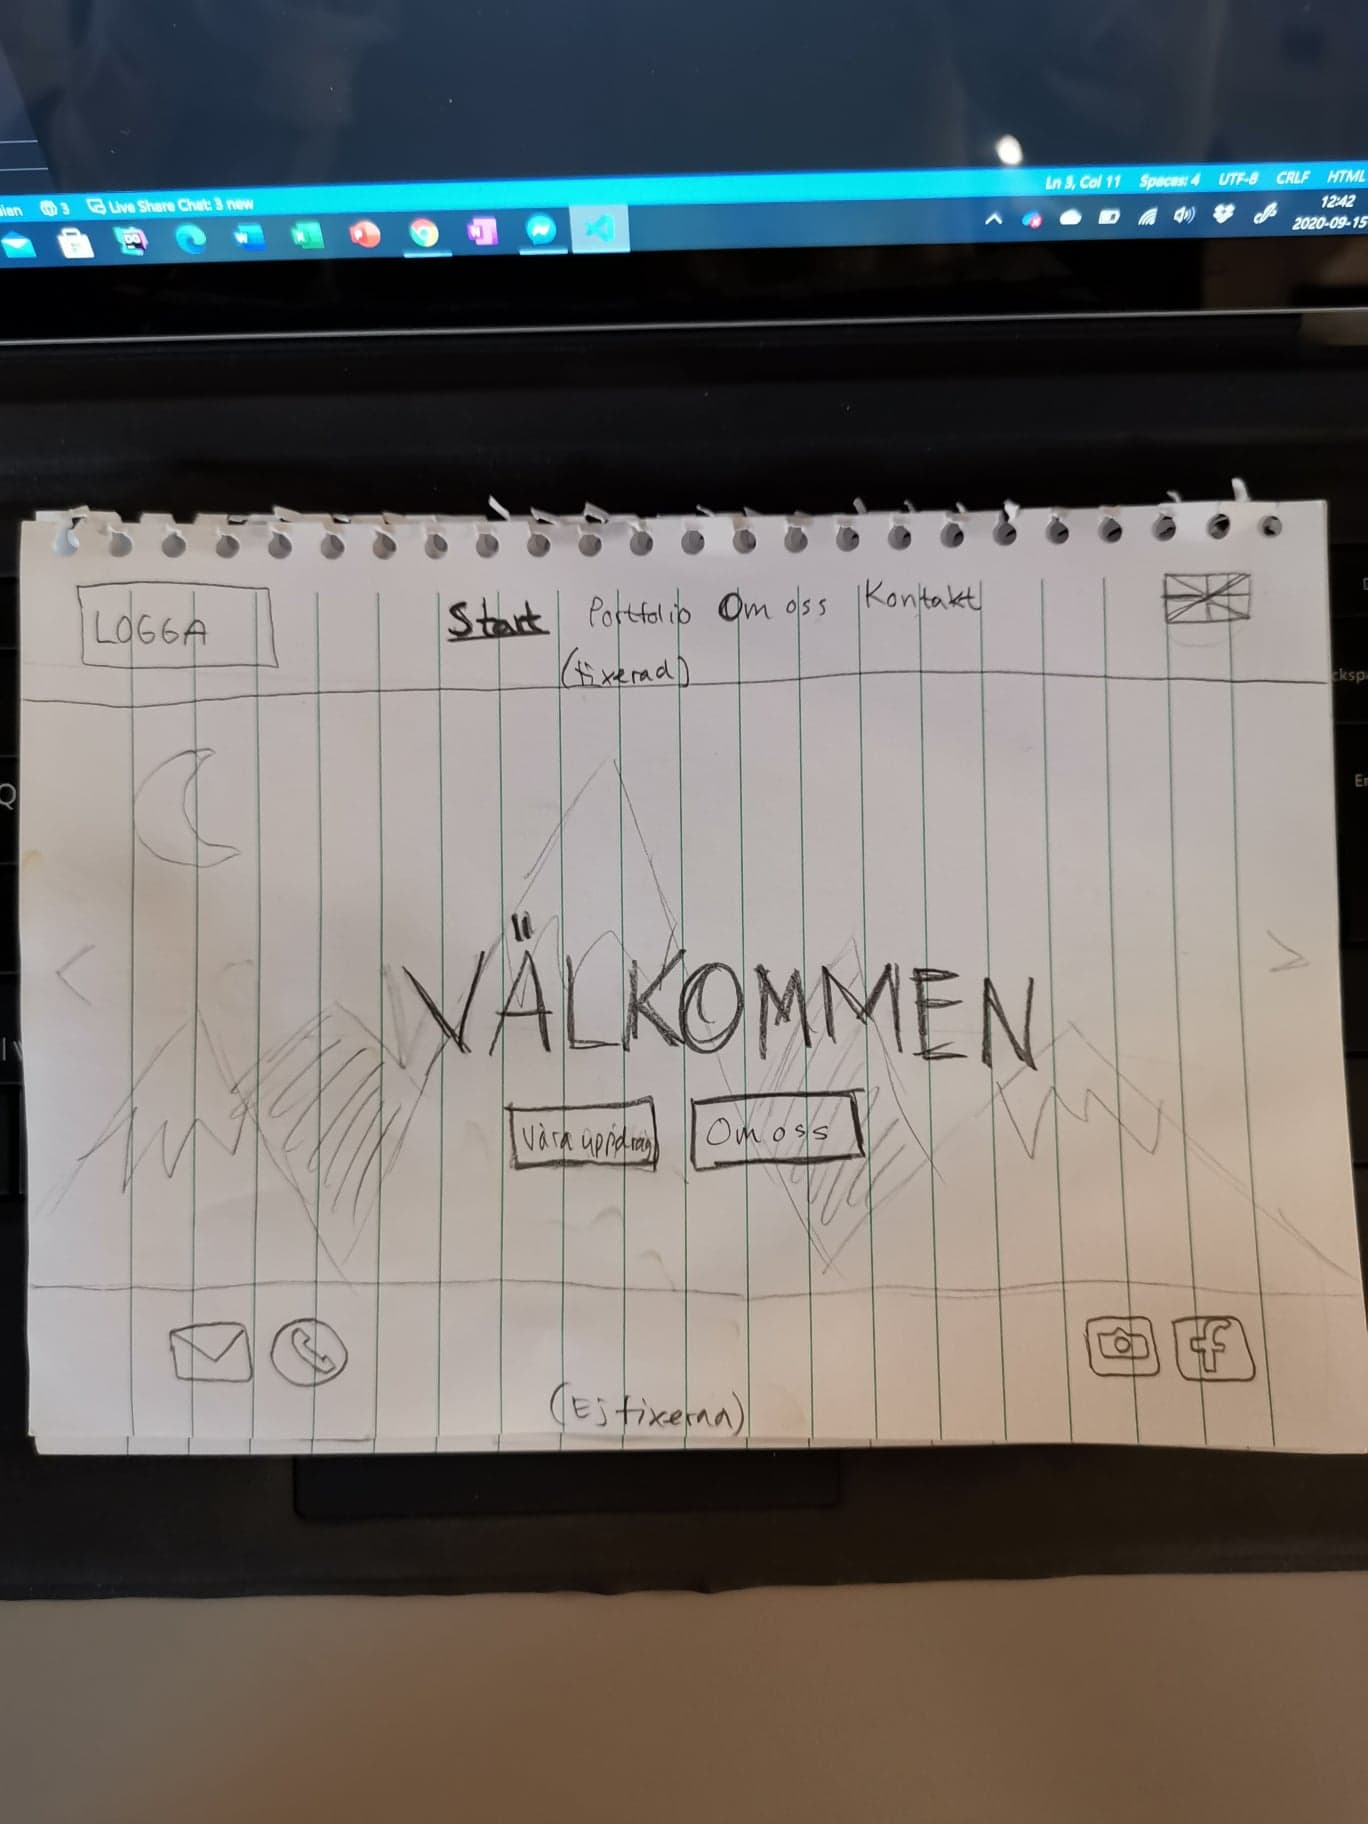 Ln 3, Col 11 Spaces: 4 UTF-8 CRLF HTML
3 Live Share Chat: 3 new
12:42
2020-09-15
LOGGA
Start Portfolio Om oss Kontakt
(fixerad)
VÄLKOMMEN
Våra uppdrag Om oss
f
(Ej fixerad)